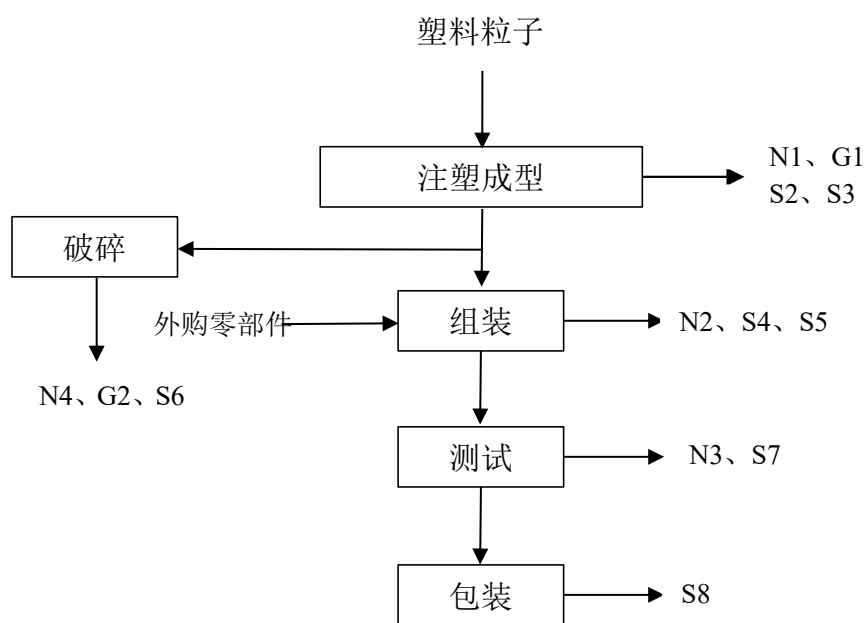 塑料粒子
注塑成型
N1、G1
S2、S3
破碎
外购零部件
组装
N2、S4、S5
N4、G2、S6
测试
N3、S7
包装
S8